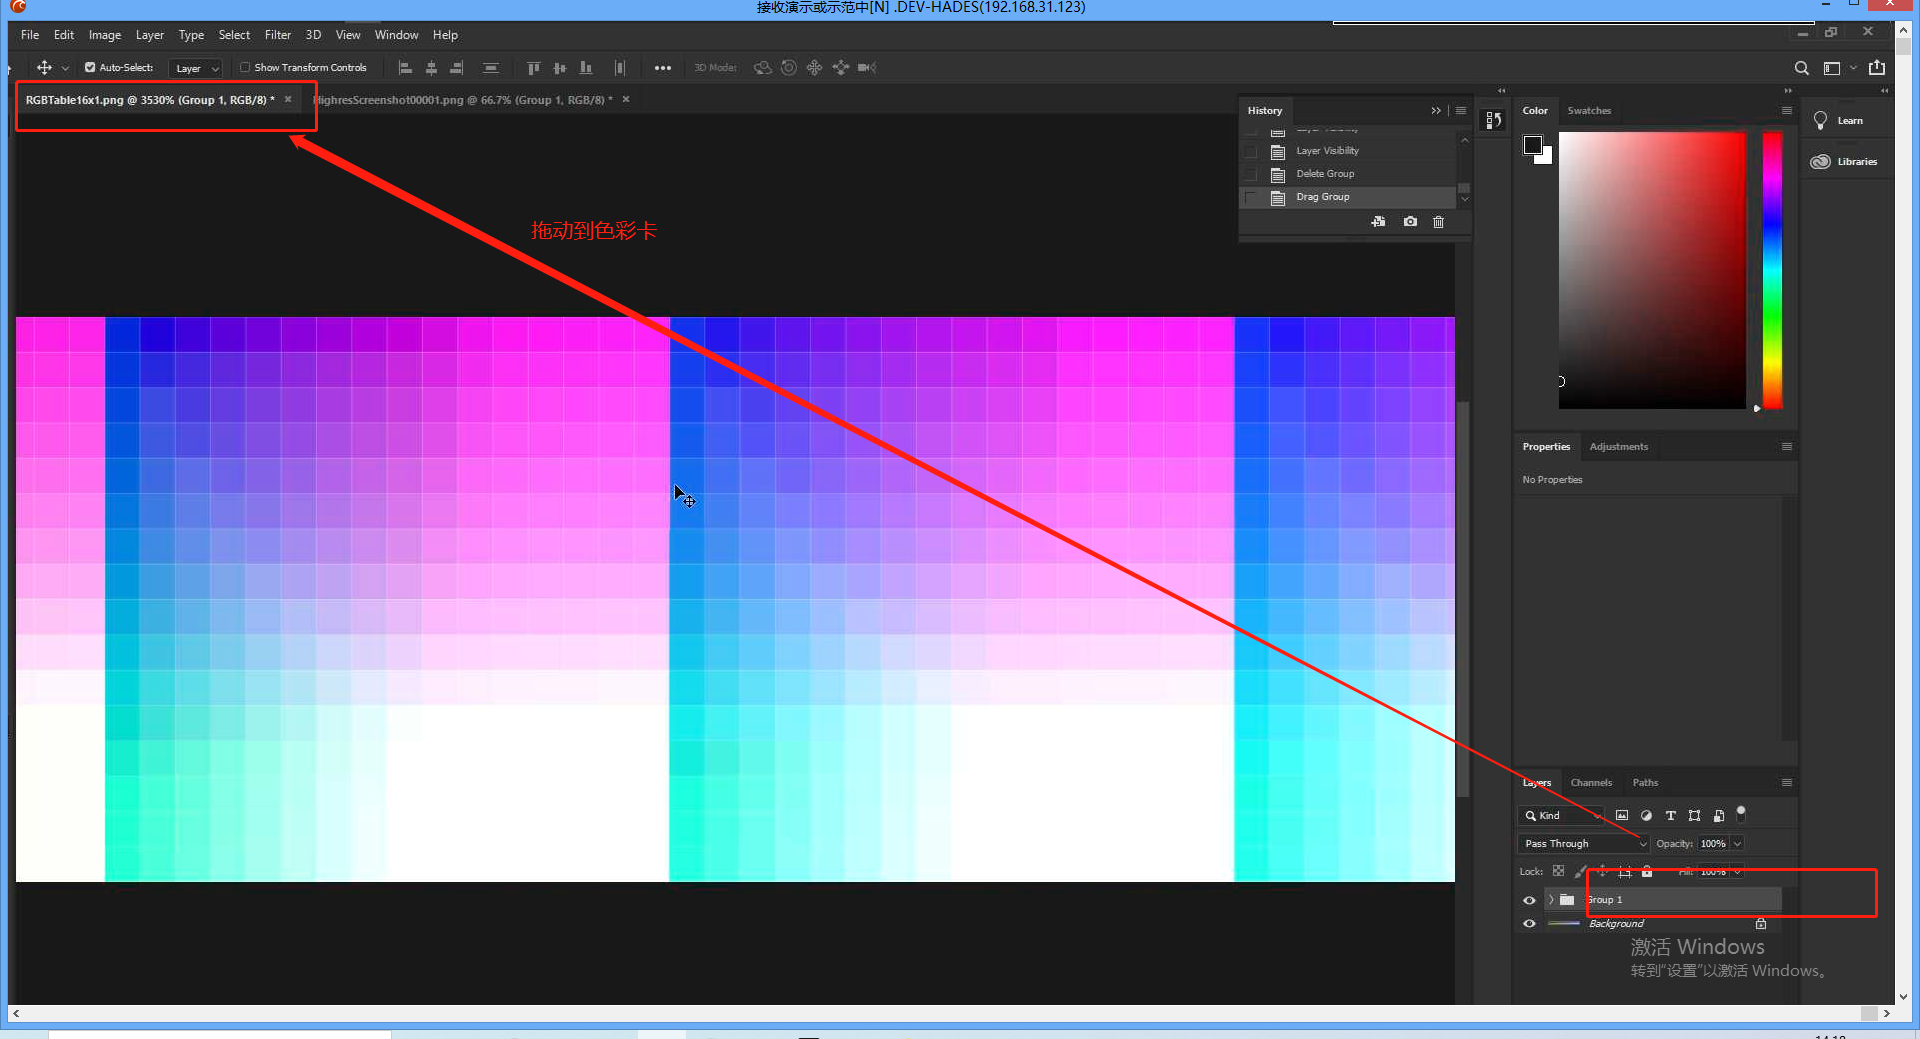 接收演示或示范中[N] .DEV-HADES(192.168.31.123)
File Edit Image Layer Type Select Filter 3D View Window Help
Auto-Select: Layer Show Transform Controls 3D Mode:
RGBTable16x1.png @ 3530% (Group 1, RGB/8) *
HighresScreenshot00001.png @ 66.7% (Group 1, RGB/8) *
拖动到色彩卡
History
Layer Visibility
Layer Visibility
Delete Group
Drag Group
Color Swatches
Learn
Libraries
Properties Adjustments
No Properties
Layers Channels Paths
Kind
Pass Through Opacity: 100%
Lock: Fill: 100%
Group 1
Background
激活 Windows
转到"设置"以激活 Windows。